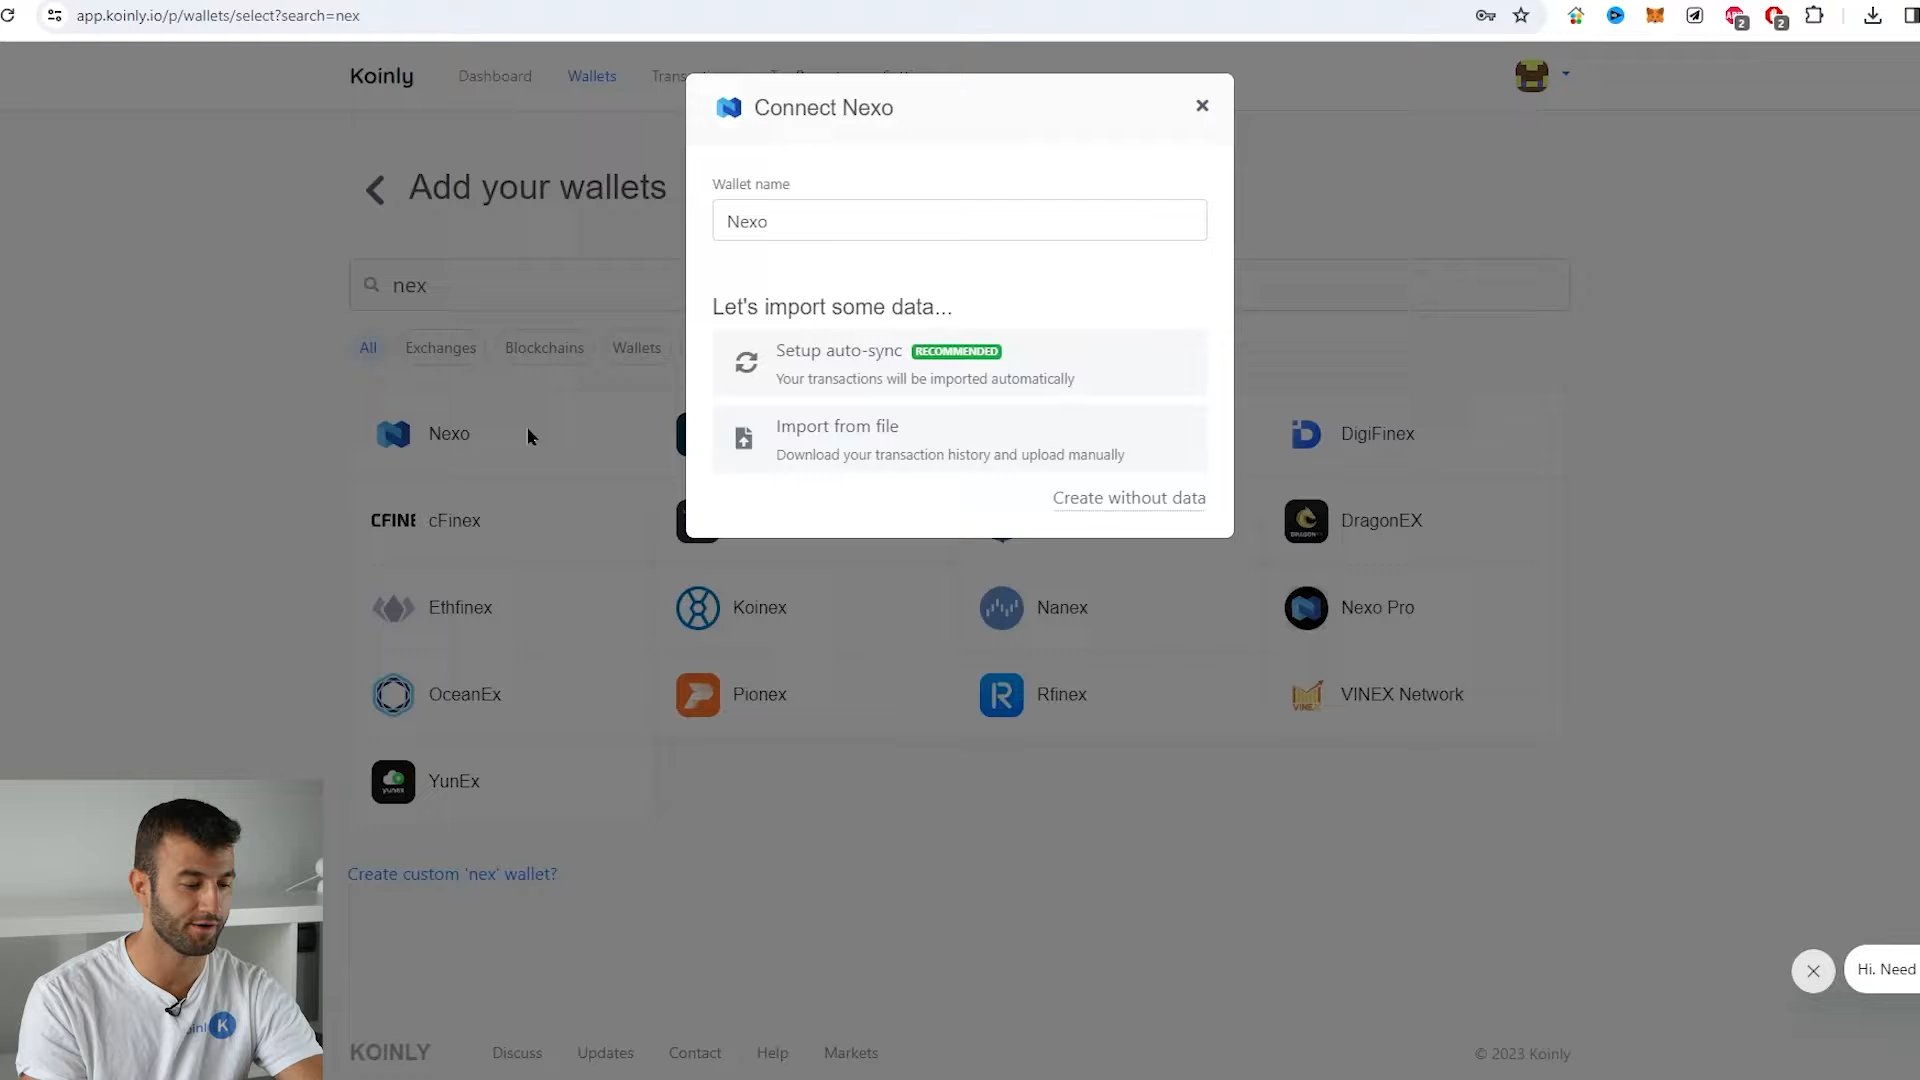 app.koinly.io/p/wallets/select?search=nex
2
2
Koinly
Dashboard
Wallets
Connect Nexo
Add your wallets
Wallet name
Nexo
nex
Let's import some data...
All
Exchanges
Blockchains
Wallets
Setup auto-sync
RECOMMENDED
Your transactions will be imported automatically
Import from file
Download your transaction history and upload manually
Create without data
Nexo
DigiFinex
CFINE
cFinex
DragonEX
Ethfinex
Koinex
Nanex
Nexo Pro
OceanEx
Pionex
Rfinex
VINEX Network
yunex
YunEx
Create custom 'nex' wallet?
K
Hi. Need
KOINLY
Discuss
Updates
Contact
Help
Markets
© 2023 Koinly